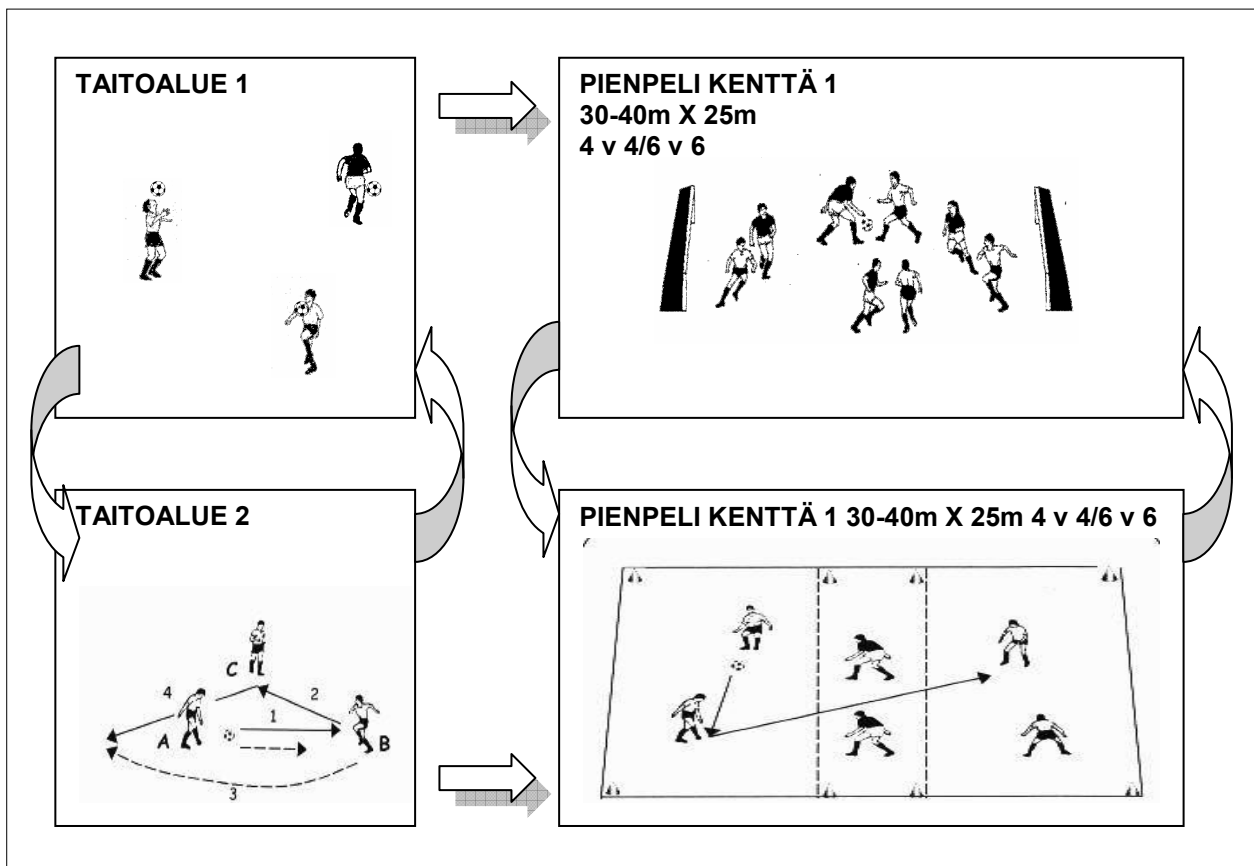 TAITOALUE 1
PIENPELI KENTTÄ 1
30-40m X 25m
4 v 4/6 v 6
TAITOALUE 2
C
4
2
1
A
B
3
PIENPELI KENTTÄ 1 30-40m X 25m 4 v 4/6 v 6